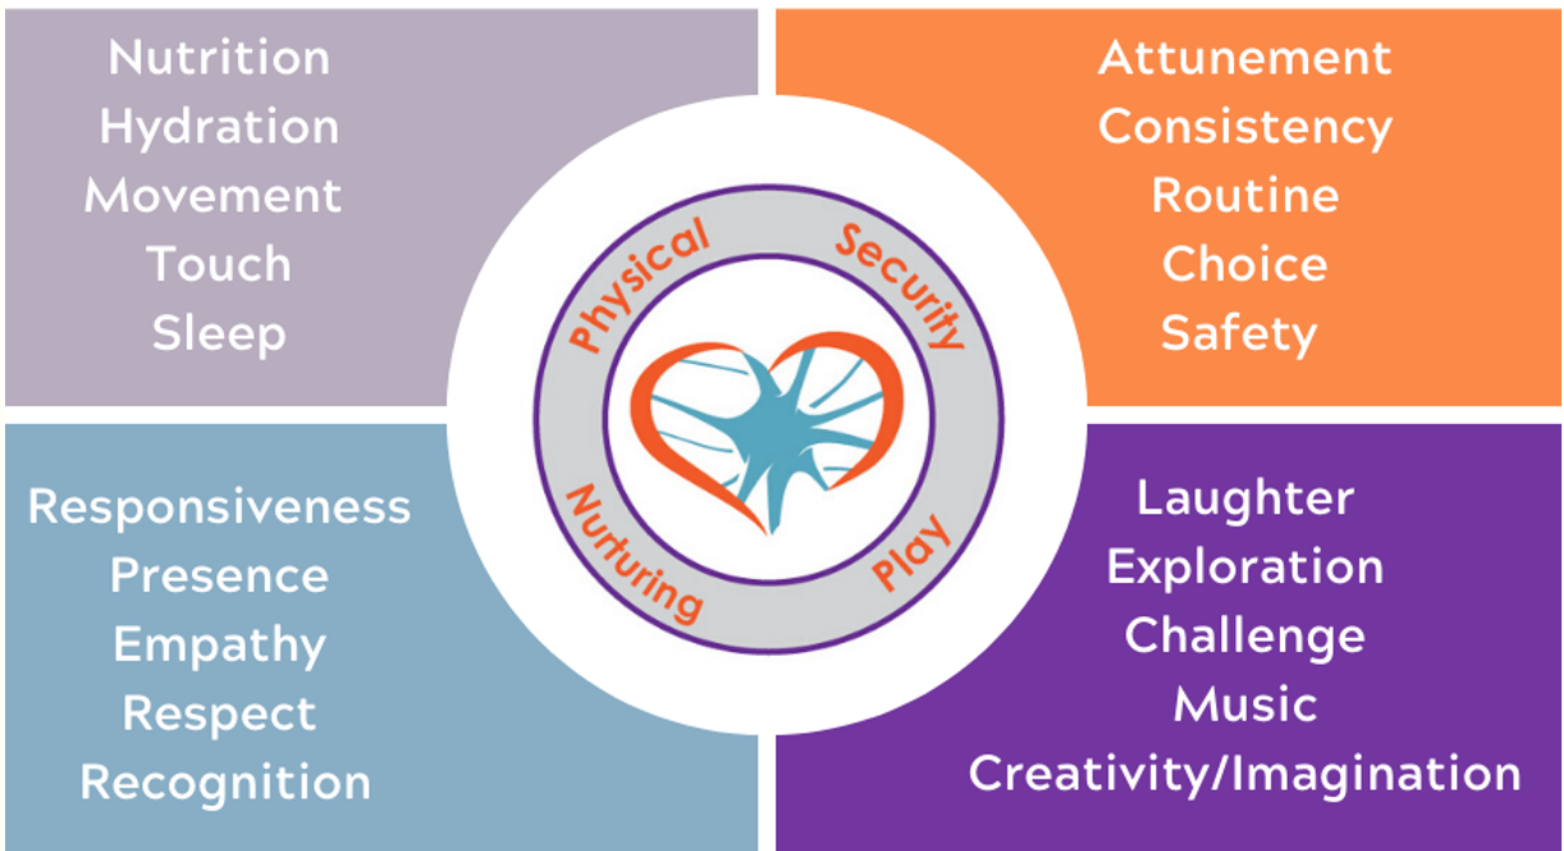 Nutrition
Hydration
Movement
Touch
Sleep
Attunement
Consistency
Routine
Choice
Safety
Physical
Security
Nurturing
Play
Responsiveness
Presence
Empathy
Respect
Recognition
Laughter
Exploration
Challenge
Music
Creativity/Imagination